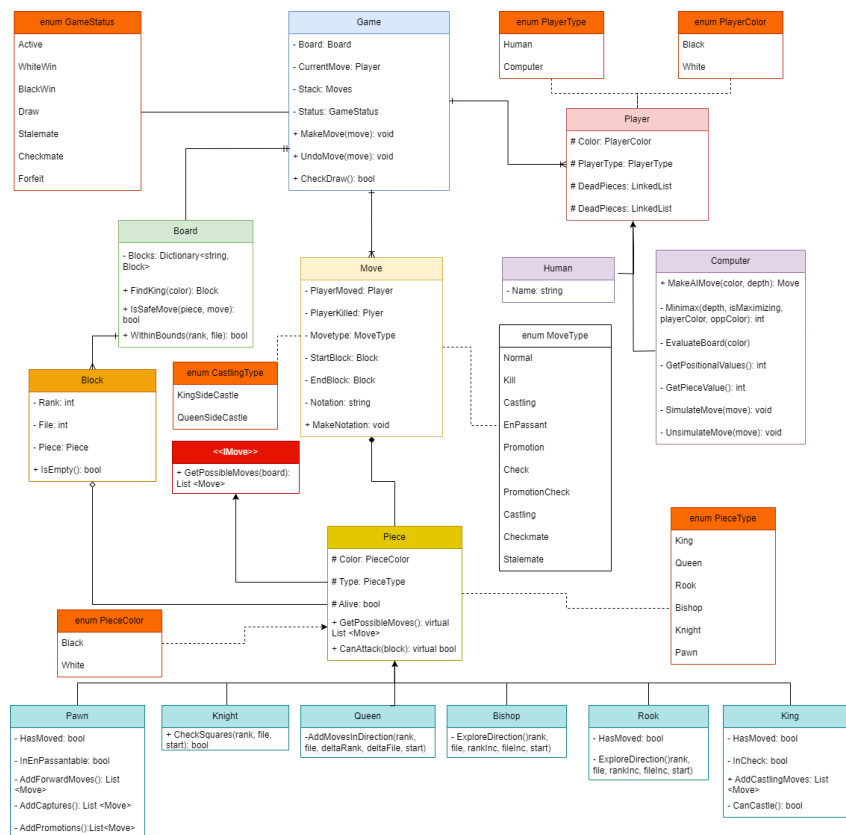 enum GameStatus
Active
WhiteWin
BlackWin
Draw
Stalemate
Checkmate
Forfeit
Game
- Board: Board
- CurrentMove: Player
- Stack: Moves
- Status: GameStatus
+ MakeMove(move): void
+ UndoMove(move): void
+ CheckDraw(): bool
enum PlayerType
Human
Computer
enum PlayerColor
Black
White
Player
# Color: PlayerColor
# PlayerType: PlayerType
# DeadPieces: LinkedList
# DeadPieces: LinkedList
Board
- Blocks: Dictionary<string,
Block>
+ FindKing(color): Block
+ IsSafeMove(piece, move):
bool
+ WithinBounds(rank, file): bool
Move
- PlayerMoved: Player
- PlayerKilled: Plyer
- Movetype: MoveType
- StartBlock: Block
- EndBlock: Block
- Notation: string
+ MakeNotation: void
Human
- Name: string
Computer
+ MakeAIMove(color, depth): Move
- Minimax(depth, isMaximizing,
playerColor, oppColor): int
- EvaluateBoard(color)
- GetPositionalValues(): int
- GetPieceValue(): int
- SimulateMove(move): void
- UnsimulateMove(move): void
enum MoveType
Normal
Kill
Castling
EnPassant
Promotion
Check
PromotionCheck
Castling
Checkmate
Stalemate
enum CastlingType
KingSideCastle
QueenSideCastle
Block
- Rank: int
- File: int
- Piece: Piece
+ IsEmpty(): bool
<<IMove>>
+ GetPossibleMoves(board):
List <Move>
Piece
# Color: PieceColor
# Type: PieceType
# Alive: bool
+ GetPossibleMoves(): virtual
List <Move>
+ CanAttack(block): virtual bool
enum PieceType
King
Queen
Rook
Bishop
Knight
Pawn
enum PieceColor
Black
White
Pawn
- HasMoved: bool
- InEnPassantable: bool
- AddForwardMoves(): List
<Move>
- AddCaptures(): List <Move>
- AddPromotions():List<Move>
Knight
+ CheckSquares(rank, file,
start): bool
Queen
-AddMovesInDirection(rank,
file, deltaRank, deltaFile, start)
Bishop
- ExploreDirection()rank,
file, rankInc, fileInc, start)
Rook
- HasMoved: bool
- ExploreDirection()rank,
file, rankInc, fileInc, start)
King
- HasMoved: bool
- InCheck: bool
+ AddCastlingMoves: List
<Move>
- CanCastle(): bool